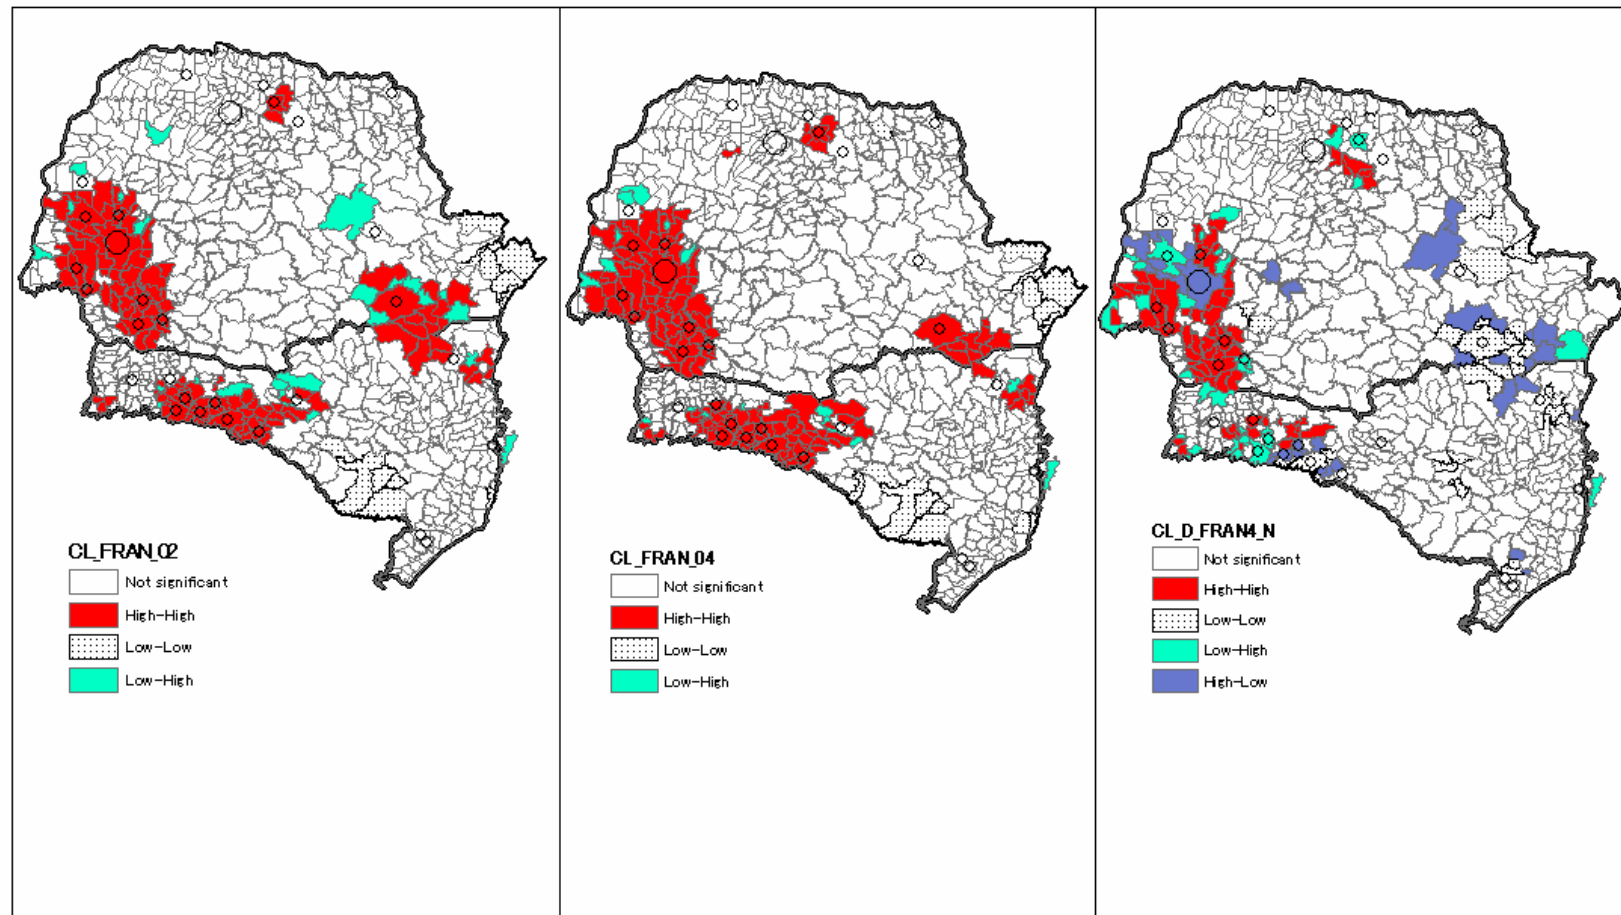 CL_FRAN_02
Not significant
High-High
Low-Low
Low-High
CL_FRAN_04
Not significant
High-High
Low-Low
Low-High
CL_D_FRAN4_N
Not significant
High-High
Low-Low
Low-High
High-Low